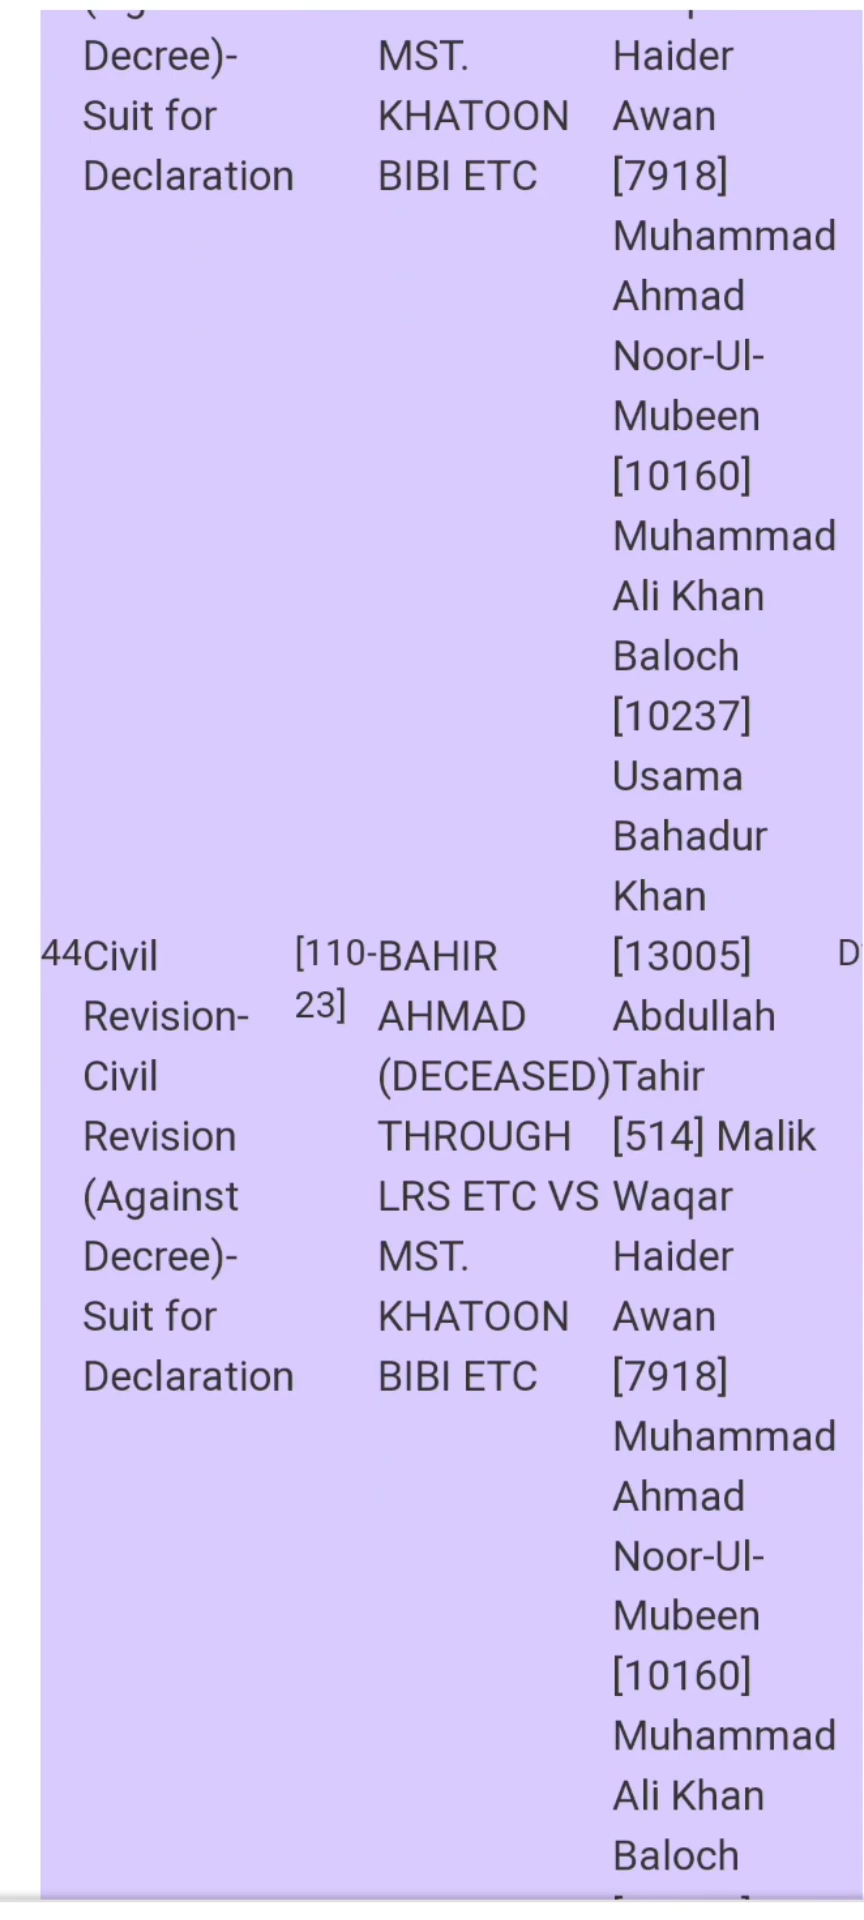 Decree)- MST. Haider
Suit for KHATOON Awan
Declaration BIBI ETC [7918]
Muhammad
Ahmad
Noor-Ul-
Mubeen
[10160]
Muhammad
Ali Khan
Baloch
[10237]
Usama
Bahadur
Khan
44 Civil [110- BAHIR [13005]
Revision- 23] AHMAD Abdullah
Civil (DECEASED) Tahir
Revision THROUGH [514] Malik
(Against LRS ETC VS Waqar
Decree)- MST. Haider
Suit for KHATOON Awan
Declaration BIBI ETC [7918]
Muhammad
Ahmad
Noor-Ul-
Mubeen
[10160]
Muhammad
Ali Khan
Baloch